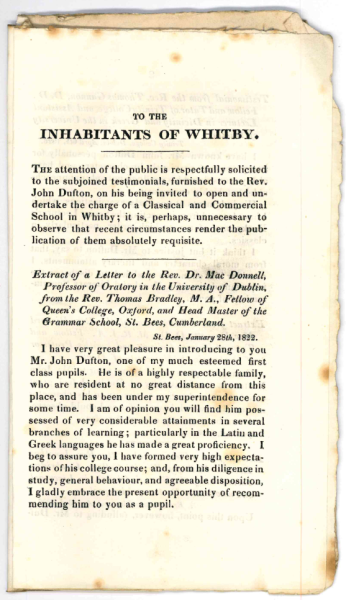 TO THE
INHABITANTS OF WHITBY.
THE attention of the public is respectfully solicited
to the subjoined testimonials, furnished to the Rev.
John Dufton, on his being invited to open and un-
dertake the charge of a Classical and Commercial
School in Whitby; it is, perhaps, unnecessary to
observe that recent circumstances render the pub-
lication of them absolutely requisite.
Extract of a Letter to the Rev. Dr. Mac Donnell,
Professor of Oratory in the University of Dublin,
from the Rev. Thomas Bradley, M. A., Fellow of
Queen's College, Oxford, and Head Master of the
Grammar School, St. Bees, Cumberland.
St. Bees, January 28th, 1822.
I have very great pleasure in introducing to you
Mr. John Dufton, one of my much esteemed first
class pupils. He is of a highly respectable family,
who are resident at no great distance from this
place, and has been under my superintendence for
some time. I am of opinion you will find him pos-
sessed of very considerable attainments in several
branches of learning; particularly in the Latin and
Greek languages he has made a great proficiency. I
beg to assure you, I have formed very high expecta-
tions of his college course; and, from his diligence in
study, general behaviour, and agreeable disposition,
I gladly embrace the present opportunity of recom-
mending him to you as a pupil.